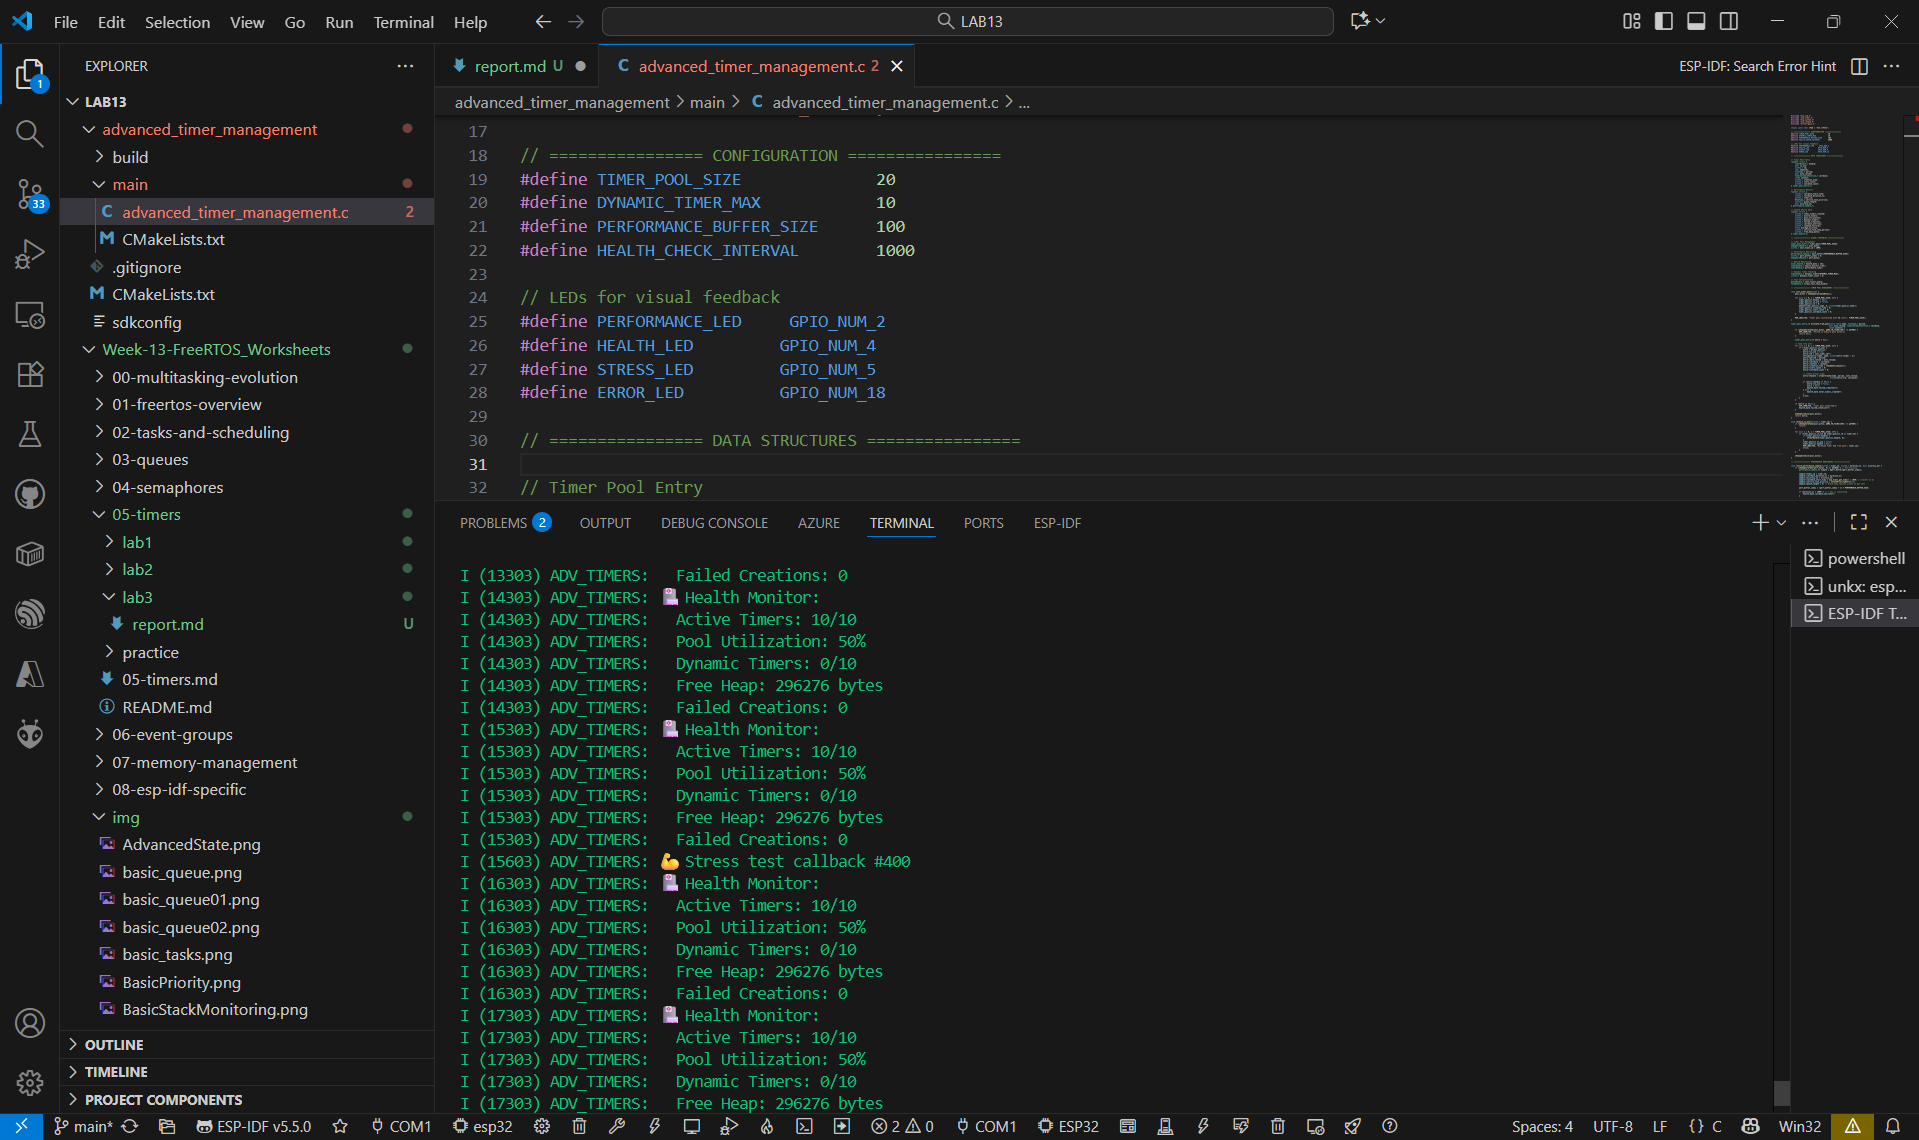 File Edit Selection View Go Run Terminal Help
LAB13
EXPLORER
LAB13
advanced_timer_management
build
main
advanced_timer_management.c 2
CMakeLists.txt
.gitignore
CMakeLists.txt
sdkconfig
Week-13-FreeRTOS_Worksheets
00-multitasking-evolution
01-freertos-overview
02-tasks-and-scheduling
03-queues
04-semaphores
05-timers
lab1
lab2
lab3
report.md U
practice
05-timers.md
README.md
06-event-groups
07-memory-management
08-esp-idf-specific
img
AdvancedState.png
basic_queue.png
basic_queue01.png
basic_queue02.png
basic_tasks.png
BasicPriority.png
BasicStackMonitoring.png
OUTLINE
TIMELINE
PROJECT COMPONENTS
1
33
report.md U
advanced_timer_management.c 2
ESP-IDF: Search Error Hint
advanced_timer_management > main > C advanced_timer_management.c > ...
17
18 // ================ CONFIGURATION ================
19 #define TIMER_POOL_SIZE 20
20 #define DYNAMIC_TIMER_MAX 10
21 #define PERFORMANCE_BUFFER_SIZE 100
22 #define HEALTH_CHECK_INTERVAL 1000
23
24 // LEDs for visual feedback
25 #define PERFORMANCE_LED GPIO_NUM_2
26 #define HEALTH_LED GPIO_NUM_4
27 #define STRESS_LED GPIO_NUM_5
28 #define ERROR_LED GPIO_NUM_18
29
30 // ================ DATA STRUCTURES ================
31
32 // Timer Pool Entry
PROBLEMS 2 OUTPUT DEBUG CONSOLE AZURE TERMINAL PORTS ESP-IDF
I (13303) ADV_TIMERS: Failed Creations: 0
I (14303) ADV_TIMERS: 🏥 Health Monitor:
I (14303) ADV_TIMERS: Active Timers: 10/10
I (14303) ADV_TIMERS: Pool Utilization: 50%
I (14303) ADV_TIMERS: Dynamic Timers: 0/10
I (14303) ADV_TIMERS: Free Heap: 296276 bytes
I (14303) ADV_TIMERS: Failed Creations: 0
I (15303) ADV_TIMERS: 🏥 Health Monitor:
I (15303) ADV_TIMERS: Active Timers: 10/10
I (15303) ADV_TIMERS: Pool Utilization: 50%
I (15303) ADV_TIMERS: Dynamic Timers: 0/10
I (15303) ADV_TIMERS: Free Heap: 296276 bytes
I (15303) ADV_TIMERS: Failed Creations: 0
I (15603) ADV_TIMERS: 💪 Stress test callback #400
I (16303) ADV_TIMERS: 🏥 Health Monitor:
I (16303) ADV_TIMERS: Active Timers: 10/10
I (16303) ADV_TIMERS: Pool Utilization: 50%
I (16303) ADV_TIMERS: Dynamic Timers: 0/10
I (16303) ADV_TIMERS: Free Heap: 296276 bytes
I (16303) ADV_TIMERS: Failed Creations: 0
I (17303) ADV_TIMERS: 🏥 Health Monitor:
I (17303) ADV_TIMERS: Active Timers: 10/10
I (17303) ADV_TIMERS: Pool Utilization: 50%
I (17303) ADV_TIMERS: Dynamic Timers: 0/10
I (17303) ADV_TIMERS: Free Heap: 296276 bytes
powershell
unkx: esp...
ESP-IDF T...
main* ESP-IDF v5.5.0 COM1 esp32 2 0 COM1 ESP32 Spaces: 4 UTF-8 LF {} C Win32